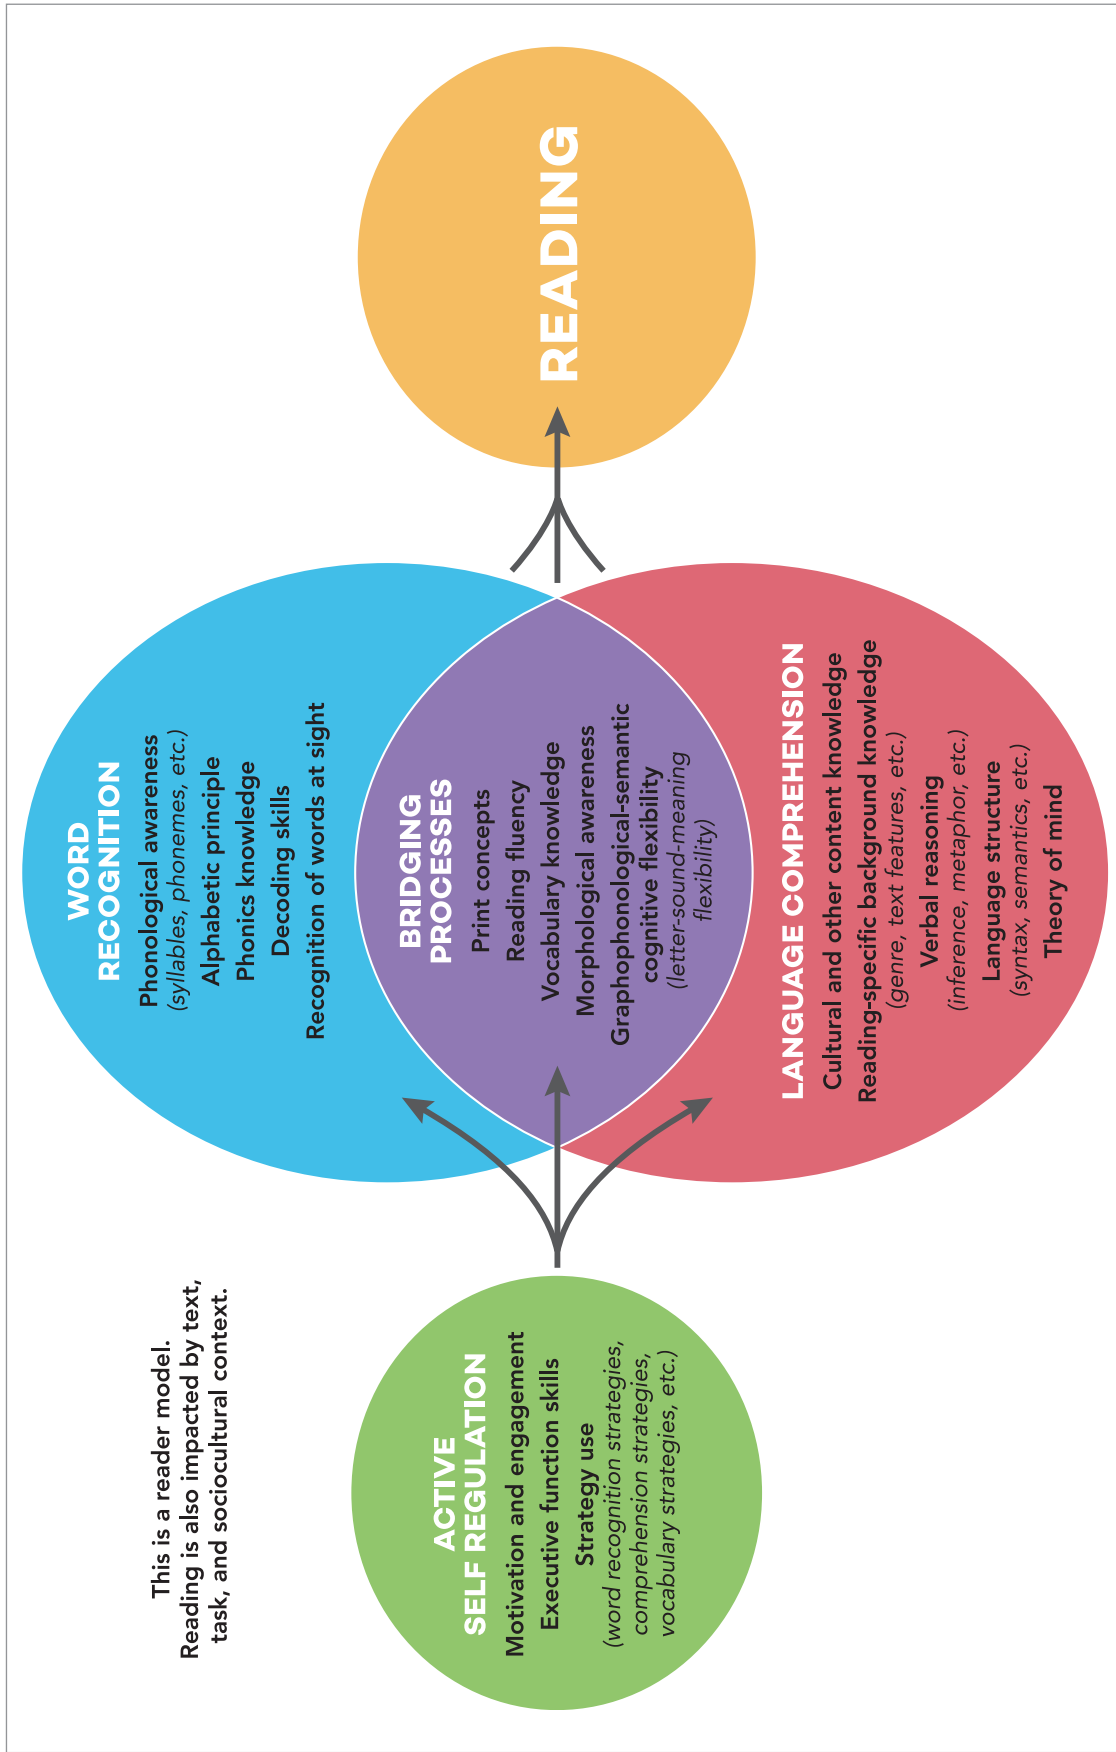 This is a reader model.
Reading is also impacted by text,
task, and sociocultural context.
ACTIVE
SELF REGULATION
Motivation and engagement
Executive function skills
Strategy use
(word recognition strategies,
comprehension strategies,
vocabulary strategies, etc.)
WORD
RECOGNITION
Phonological awareness
(syllables, phonemes, etc.)
Alphabetic principle
Phonics knowledge
Decoding skills
Recognition of words at sight
BRIDGING
PROCESSES
Print concepts
Reading fluency
Vocabulary knowledge
Morphological awareness
Graphophonological-semantic
cognitive flexibility
(letter-sound-meaning
flexibility)
LANGUAGE COMPREHENSION
Cultural and other content knowledge
Reading-specific background knowledge
(genre, text features, etc.)
Verbal reasoning
(inference, metaphor, etc.)
Language structure
(syntax, semantics, etc.)
Theory of mind
READING